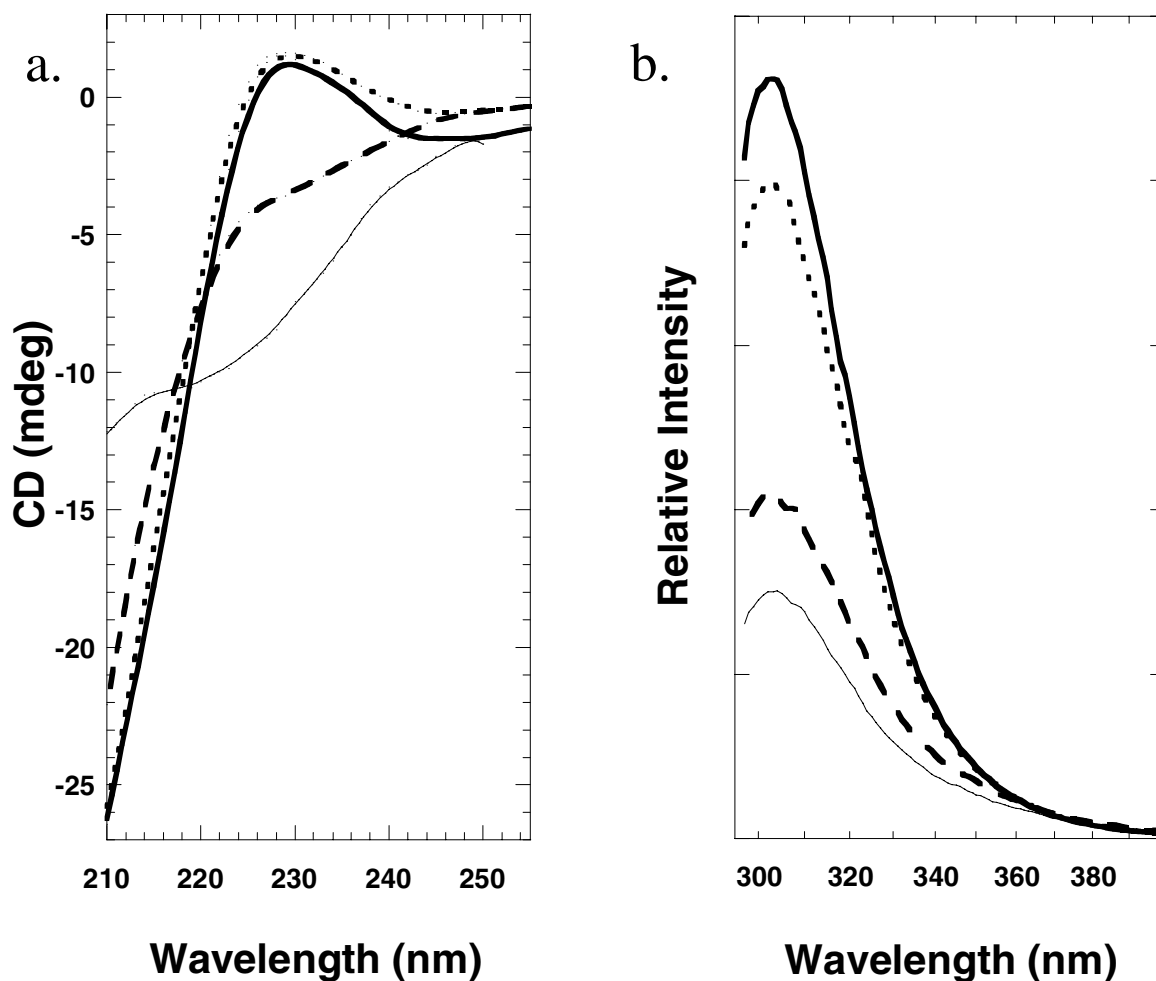 a.
0
-5
-10
-15
-20
-25
CD (mdeg)
210 220 230 240 250
Wavelength (nm)
b.
Relative Intensity
300 320 340 360 380
Wavelength (nm)